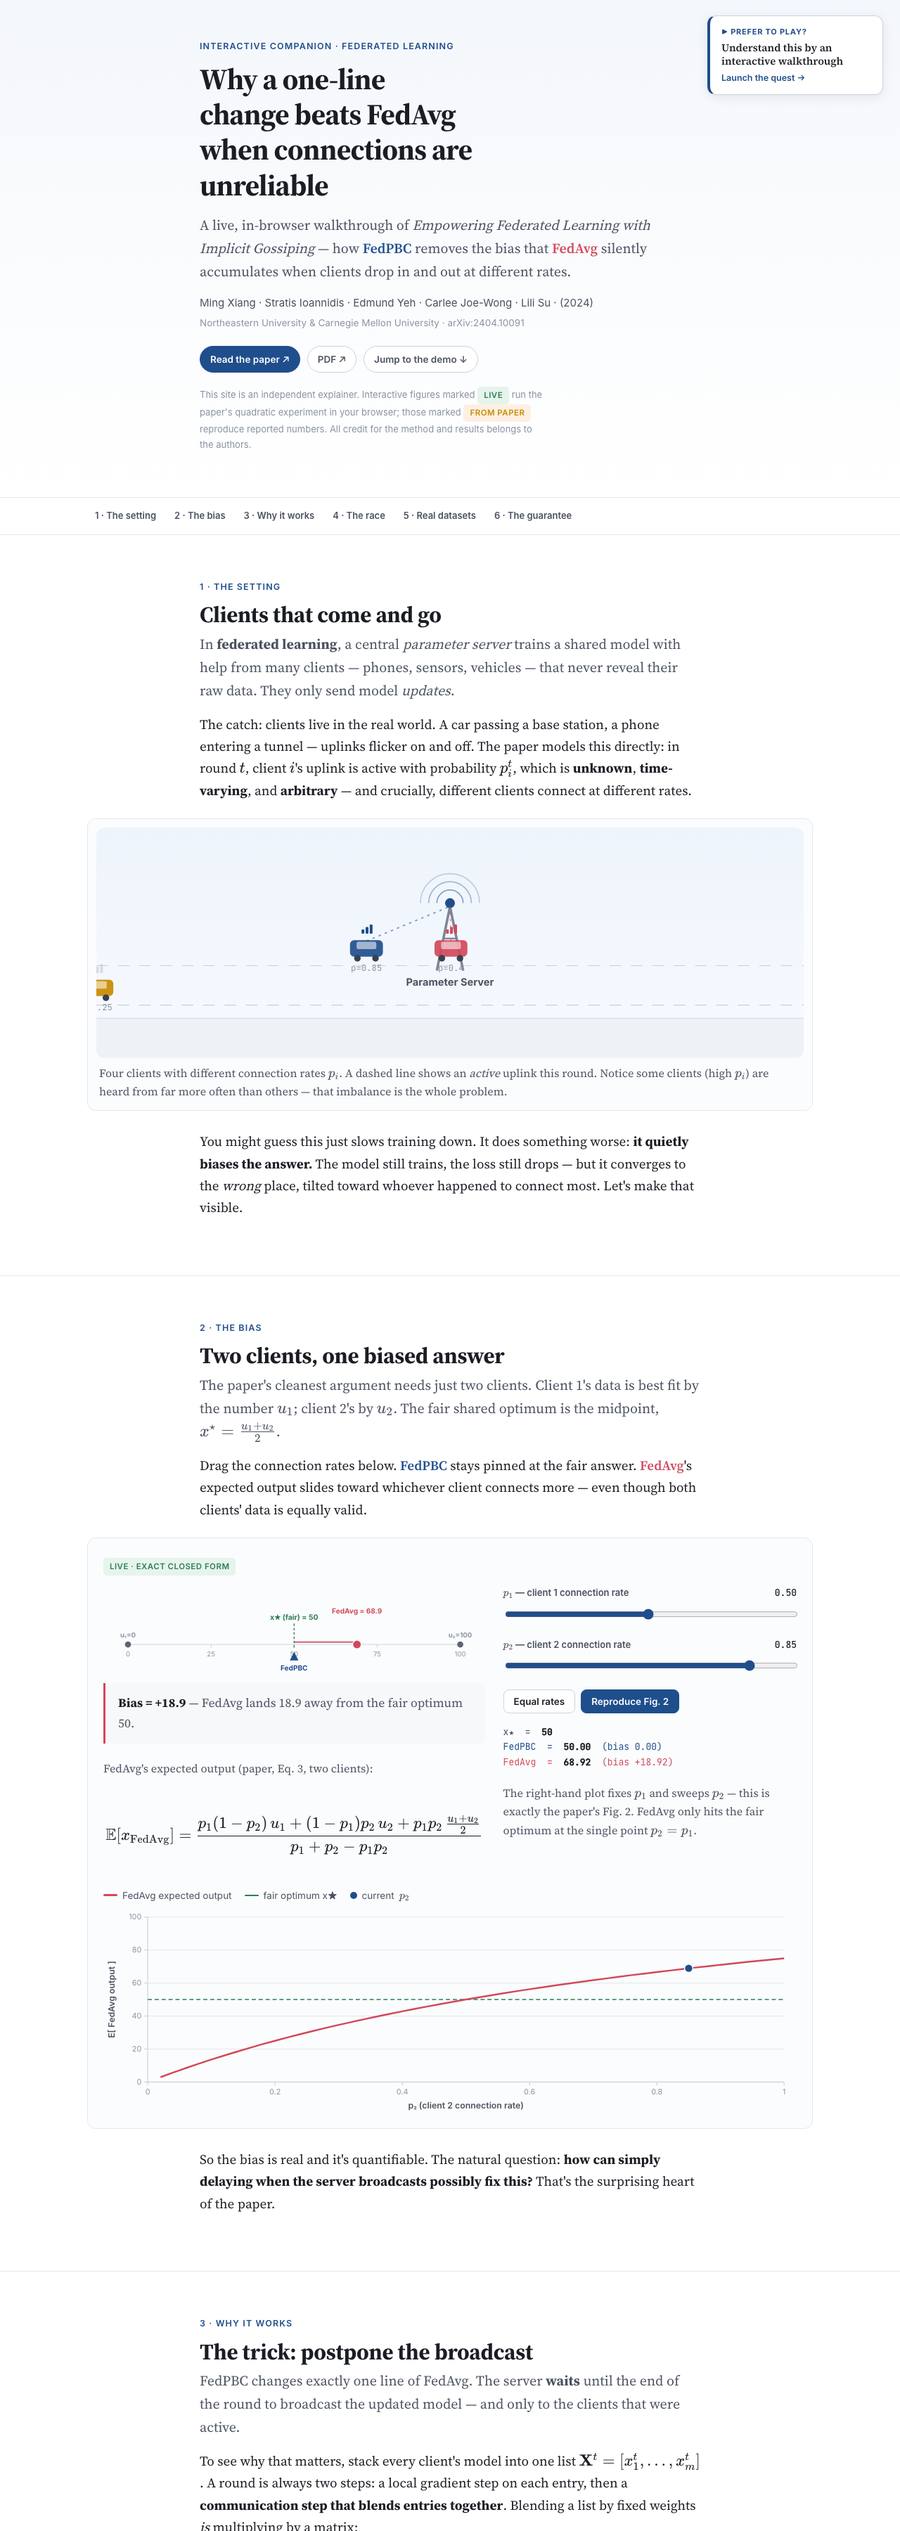 INTERACTIVE COMPANION · FEDERATED LEARNING
▶ PREFER TO PLAY?
Understand this by an
interactive walkthrough
Launch the quest →
Why a one-line
change beats FedAvg
when connections are
unreliable
A live, in-browser walkthrough of Empowering Federated Learning with
Implicit Gossiping — how FedPBC removes the bias that FedAvg silently
accumulates when clients drop in and out at different rates.
Ming Xiang · Stratis Ioannidis · Edmund Yeh · Carlee Joe-Wong · Lili Su · (2024)
Northeastern University & Carnegie Mellon University · arXiv:2404.10091
Read the paper ↗ PDF ↗ Jump to the demo ↓
This site is an independent explainer. Interactive figures marked LIVE run the
paper's quadratic experiment in your browser; those marked FROM PAPER
reproduce reported numbers. All credit for the method and results belongs to
the authors.
1 · The setting 2 · The bias 3 · Why it works 4 · The race 5 · Real datasets 6 · The guarantee
1 · THE SETTING
Clients that come and go
In federated learning, a central parameter server trains a shared model with
help from many clients — phones, sensors, vehicles — that never reveal their
raw data. They only send model updates.
The catch: clients live in the real world. A car passing a base station, a phone
entering a tunnel — uplinks flicker on and off. The paper models this directly: in
round t, client i's uplink is active with probability p_i^t, which is unknown, time-
varying, and arbitrary — and crucially, different clients connect at different rates.
p=0.85
p=0.4
Parameter Server
.25
Four clients with different connection rates p_i. A dashed line shows an active uplink this round. Notice some clients (high p_i) are
heard from far more often than others — that imbalance is the whole problem.
You might guess this just slows training down. It does something worse: it quietly
biases the answer. The model still trains, the loss still drops — but it converges to
the wrong place, tilted toward whoever happened to connect most. Let's make that
visible.
2 · THE BIAS
Two clients, one biased answer
The paper's cleanest argument needs just two clients. Client 1's data is best fit by
the number u₁; client 2's by u₂. The fair shared optimum is the midpoint,
x* = (u₁+u₂)/2.
Drag the connection rates below. FedPBC stays pinned at the fair answer. FedAvg's
expected output slides toward whichever client connects more — even though both
clients' data is equally valid.
LIVE · EXACT CLOSED FORM
x★ (fair) = 50 FedAvg = 68.9
u₁=0 u₂=100
0 25 75 100
FedPBC
Bias = +18.9 — FedAvg lands 18.9 away from the fair optimum
50.
FedAvg's expected output (paper, Eq. 3, two clients):
𝔼[x_FedAvg] = (p₁(1 − p₂) u₁ + (1 − p₁)p₂ u₂ + p₁p₂ (u₁+u₂)/2) / (p₁ + p₂ − p₁p₂)
p₁ — client 1 connection rate 0.50
p₂ — client 2 connection rate 0.85
Equal rates Reproduce Fig. 2
x★ = 50
FedPBC = 50.00 (bias 0.00)
FedAvg = 68.92 (bias +18.92)
The right-hand plot fixes p₁ and sweeps p₂ — this is
exactly the paper's Fig. 2. FedAvg only hits the fair
optimum at the single point p₂ = p₁.
FedAvg expected output fair optimum x★ current p₂
E[ FedAvg output ]
100
80
60
40
20
0
0 0.2 0.4 0.6 0.8 1
p₂ (client 2 connection rate)
So the bias is real and it's quantifiable. The natural question: how can simply
delaying when the server broadcasts possibly fix this? That's the surprising heart
of the paper.
3 · WHY IT WORKS
The trick: postpone the broadcast
FedPBC changes exactly one line of FedAvg. The server waits until the end of
the round to broadcast the updated model — and only to the clients that were
active.
To see why that matters, stack every client's model into one list X^t = [x_1^t, . . . , x_m^t]
. A round is always two steps: a local gradient step on each entry, then a
communication step that blends entries together. Blending a list by fixed weights
is multiplying by a matrix: